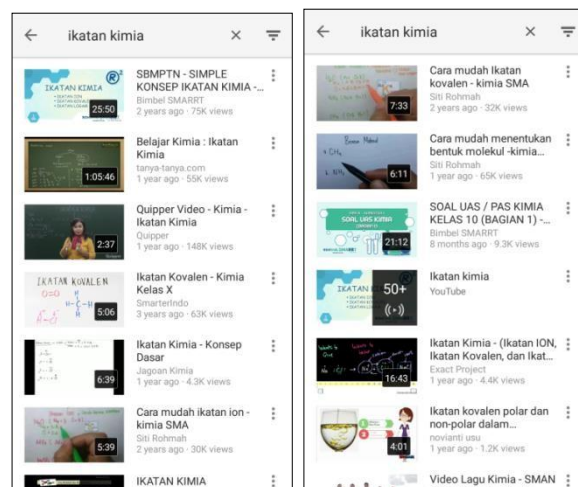 ikatan kimia
IKATAN KIMIA
25:50
SBMPTN - SIMPLE
KONSEP IKATAN KIMIA -...
Bimbel SMARRT
2 years ago · 75K views
1:05:46
Belajar Kimia : Ikatan
Kimia
tanya-tanya.com
1 year ago · 55K views
2:37
Quipper Video - Kimia -
Ikatan Kimia
Quipper
1 year ago · 148K views
IKATAN KOVALEN
5:06
Ikatan Kovalen - Kimia
Kelas X
SmarterIndo
3 years ago · 63K views
6:39
Ikatan Kimia - Konsep
Dasar
Jagoan Kimia
1 year ago · 4.3K views
5:39
Cara mudah ikatan ion -
kimia SMA
Siti Rohmah
2 years ago · 30K views
IKATAN KIMIA
ikatan kimia
7:33
Cara mudah Ikatan
kovalen - kimia SMA
Siti Rohmah
2 years ago · 32K views
6:11
Cara mudah menentukan
bentuk molekul -kimia...
Siti Rohmah
1 year ago · 65K views
SOAL UAS KIMIA
21:12
SOAL UAS / PAS KIMIA
KELAS 10 (BAGIAN 1) -...
Bimbel SMARRT
8 months ago · 9.3K views
50+
Ikatan kimia
YouTube
16:43
Ikatan Kimia - (Ikatan ION,
Ikatan Kovalen, dan Ikat...
Exact Project
1 year ago · 4.4K views
4:01
Ikatan kovalen polar dan
non-polar dalam...
novianti usu
1 year ago · 1.2K views
Video Lagu Kimia - SMAN